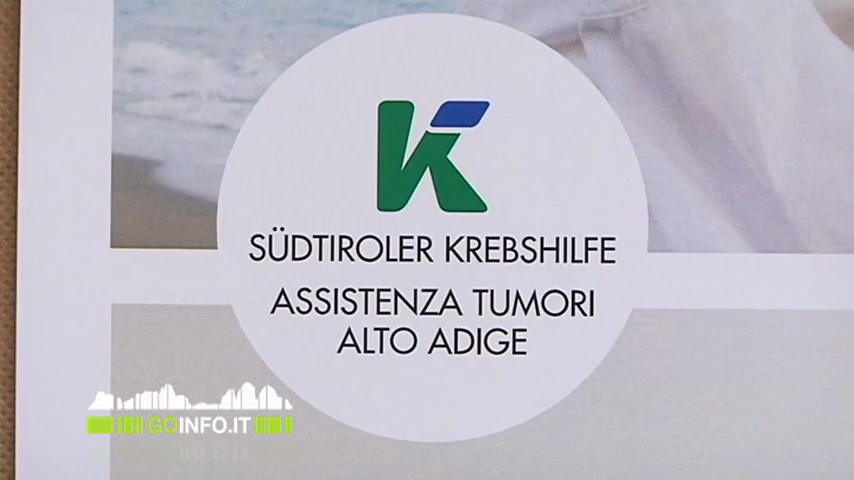 K
SÜDTIROLER KREBSHILFE
ASSISTENZA TUMORI
ALTO ADIGE
GOINFO.IT